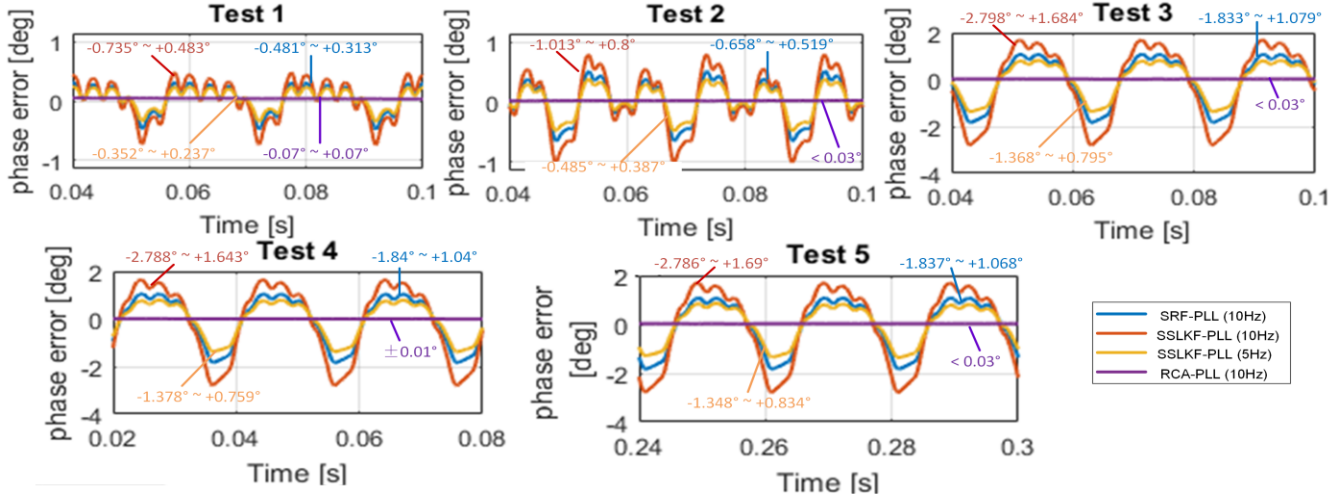 Test 1
phase error [deg]
-0.735° ~ +0.483°
-0.481° ~ +0.313°
1
0
-1
-0.352° ~ +0.237°
-0.07° ~ +0.07°
0.04
0.06
0.08
0.1
Time [s]
Test 2
phase error [deg]
-1.013° ~ +0.8°
-0.658° ~ +0.519°
1
0
-1
-0.485° ~ +0.387°
< 0.03°
0.04
0.06
0.08
0.1
Time [s]
Test 3
phase error [deg]
-2.798° ~ +1.684°
-1.833° ~ +1.079°
2
0
-2
-4
< 0.03°
-1.368° ~ +0.795°
0.04
0.06
0.08
0.1
Time [s]
Test 4
phase error [deg]
-2.788° ~ +1.643°
-1.84° ~ +1.04°
2
0
-2
-4
±0.01°
-1.378° ~ +0.759°
0.02
0.04
0.06
0.08
Time [s]
Test 5
phase error
[deg]
-2.786° ~ +1.69°
-1.837° ~ +1.068°
2
0
-2
-4
< 0.03°
-1.348° ~ +0.834°
0.24
0.26
0.28
0.3
Time [s]
SRF-PLL (10Hz)
SSLKF-PLL (10Hz)
SSLKF-PLL (5Hz)
RCA-PLL (10Hz)